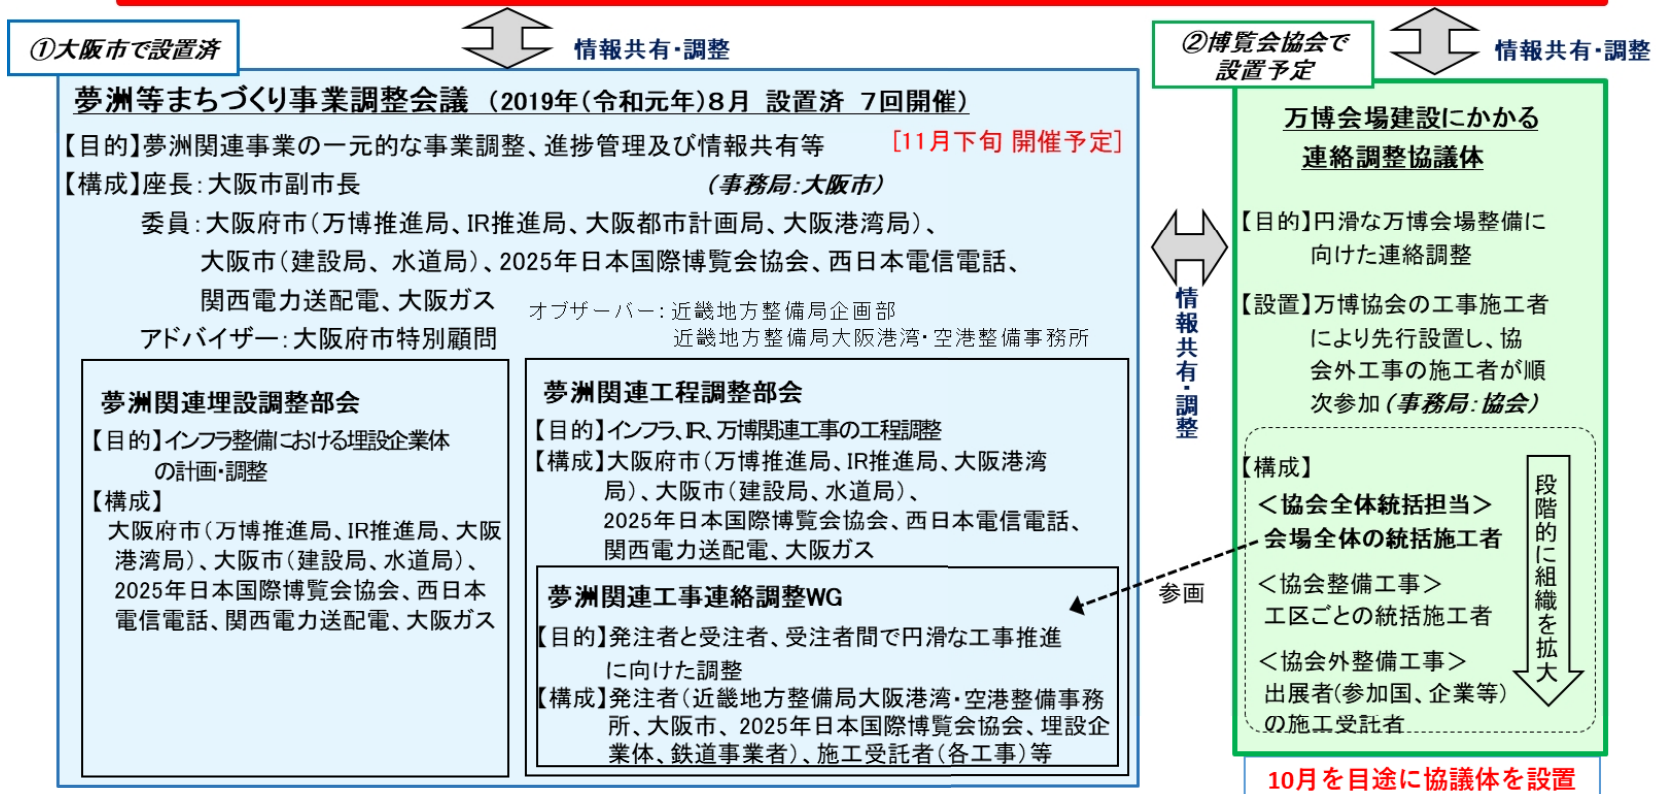 ①大阪市で設置済
情報共有・調整
夢洲等まちづくり事業調整会議 （2019年（令和元年）８月 設置済 ７回開催）
【目的】夢洲関連事業の一元的な事業調整、進捗管理及び情報共有等
[11月下旬 開催予定]
【構成】座長：大阪市副市長
（事務局：大阪市）
委員：大阪府市（万博推進局、IR推進局、大阪都市計画局、大阪港湾局）、
大阪市（建設局、水道局）、2025年日本国際博覧会協会、西日本電信電話、
関西電力送配電、大阪ガス
オブザーバー：近畿地方整備局企画部
近畿地方整備局大阪港湾・空港整備事務所
アドバイザー：大阪府市特別顧問
夢洲関連埋設調整部会
【目的】インフラ整備における埋設企業体
の計画・調整
【構成】
大阪府市（万博推進局、IR推進局、大阪
港湾局）、大阪市（建設局、水道局）、
2025年日本国際博覧会協会、西日本
電信電話、関西電力送配電、大阪ガス
夢洲関連工程調整部会
【目的】インフラ、IR、万博関連工事の工程調整
【構成】大阪府市（万博推進局、IR推進局、大阪港湾
局）、大阪市（建設局、水道局）、
2025年日本国際博覧会協会、西日本電信電話、
関西電力送配電、大阪ガス
夢洲関連工事連絡調整WG
【目的】発注者と受注者、受注者間で円滑な工事推進
に向けた調整
【構成】発注者（近畿地方整備局大阪港湾・空港整備事務
所、大阪市、2025年日本国際博覧会協会、埋設企
業体、鉄道事業者）、施工受託者（各工事）等
情報共有・調整
参画
②博覧会協会で
設置予定
情報共有・調整
万博会場建設にかかる
連絡調整協議体
【目的】円滑な万博会場整備に
向けた連絡調整
【設置】万博協会の工事施工者
により先行設置し、協
会外工事の施工者が順
次参加（事務局：協会）
【構成】
＜協会全体統括担当＞
会場全体の統括施工者
＜協会整備工事＞
工区ごとの統括施工者
＜協会外整備工事＞
出展者(参加国、企業等)
の施工受託者
段階的に組織を拡大
10月を目途に協議体を設置